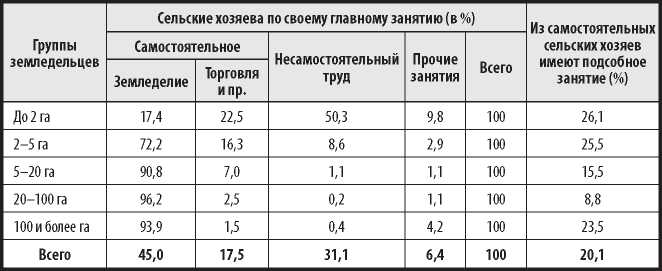 Группы земледельцев | Сельские хозяева по своему главному занятию (в %) | Из самостоятельных сельских хозяев имеют подсобное занятие (%)
Самостоятельное | Несамостоятельный труд | Прочие занятия | Всего
Земледелие | Торговля и пр.
До 2 га | 17,4 | 22,5 | 50,3 | 9,8 | 100 | 26,1
2–5 га | 72,2 | 16,3 | 8,6 | 2,9 | 100 | 25,5
5–20 га | 90,8 | 7,0 | 1,1 | 1,1 | 100 | 15,5
20–100 га | 96,2 | 2,5 | 0,2 | 1,1 | 100 | 8,8
100 и более га | 93,9 | 1,5 | 0,4 | 4,2 | 100 | 23,5
Всего | 45,0 | 17,5 | 31,1 | 6,4 | 100 | 20,1